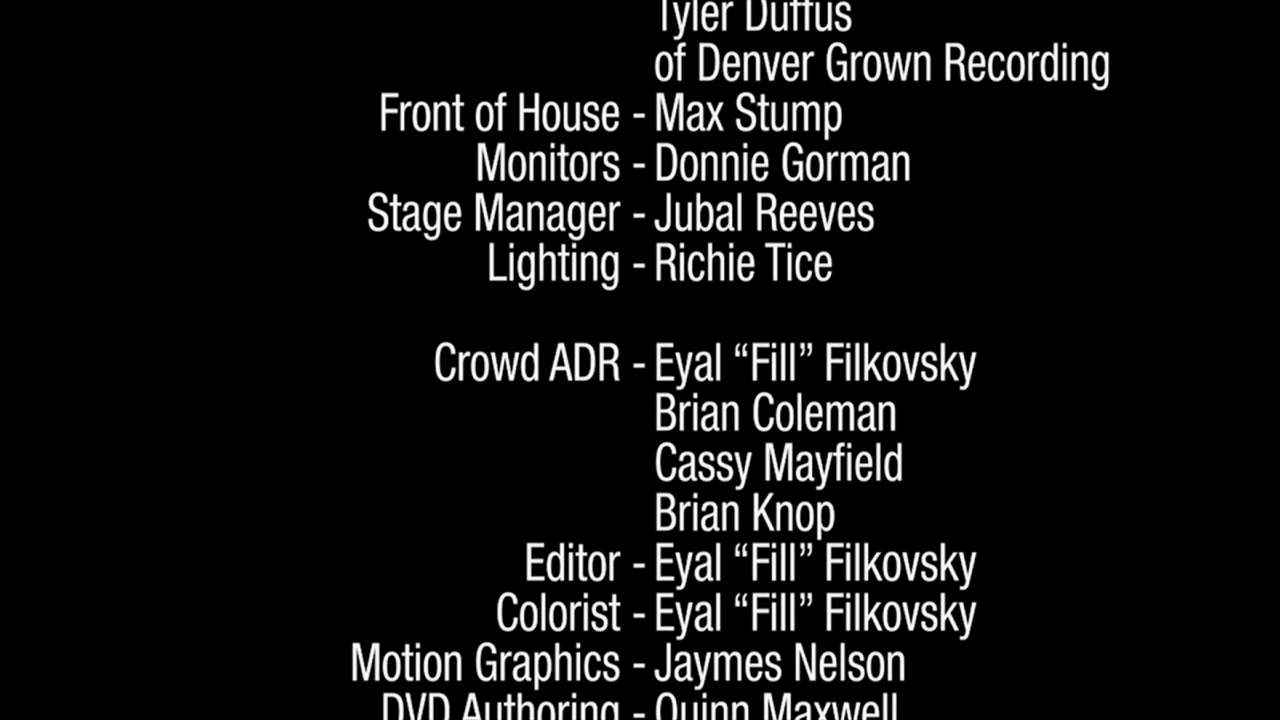 Tyler Duffus
of Denver Grown Recording
Front of House - Max Stump
Monitors - Donnie Gorman
Stage Manager - Jubal Reeves
Lighting - Richie Tice
Crowd ADR - Eyal “Fill” Filkovsky
Brian Coleman
Cassy Mayfield
Brian Knop
Editor - Eyal “Fill” Filkovsky
Colorist - Eyal “Fill” Filkovsky
Motion Graphics - Jaymes Nelson
DVD Authoring - Quinn Maxwell